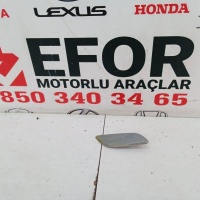 LEXUS HONDA
EFOR
MOTORLU ARAÇLAR
850 340 34 65